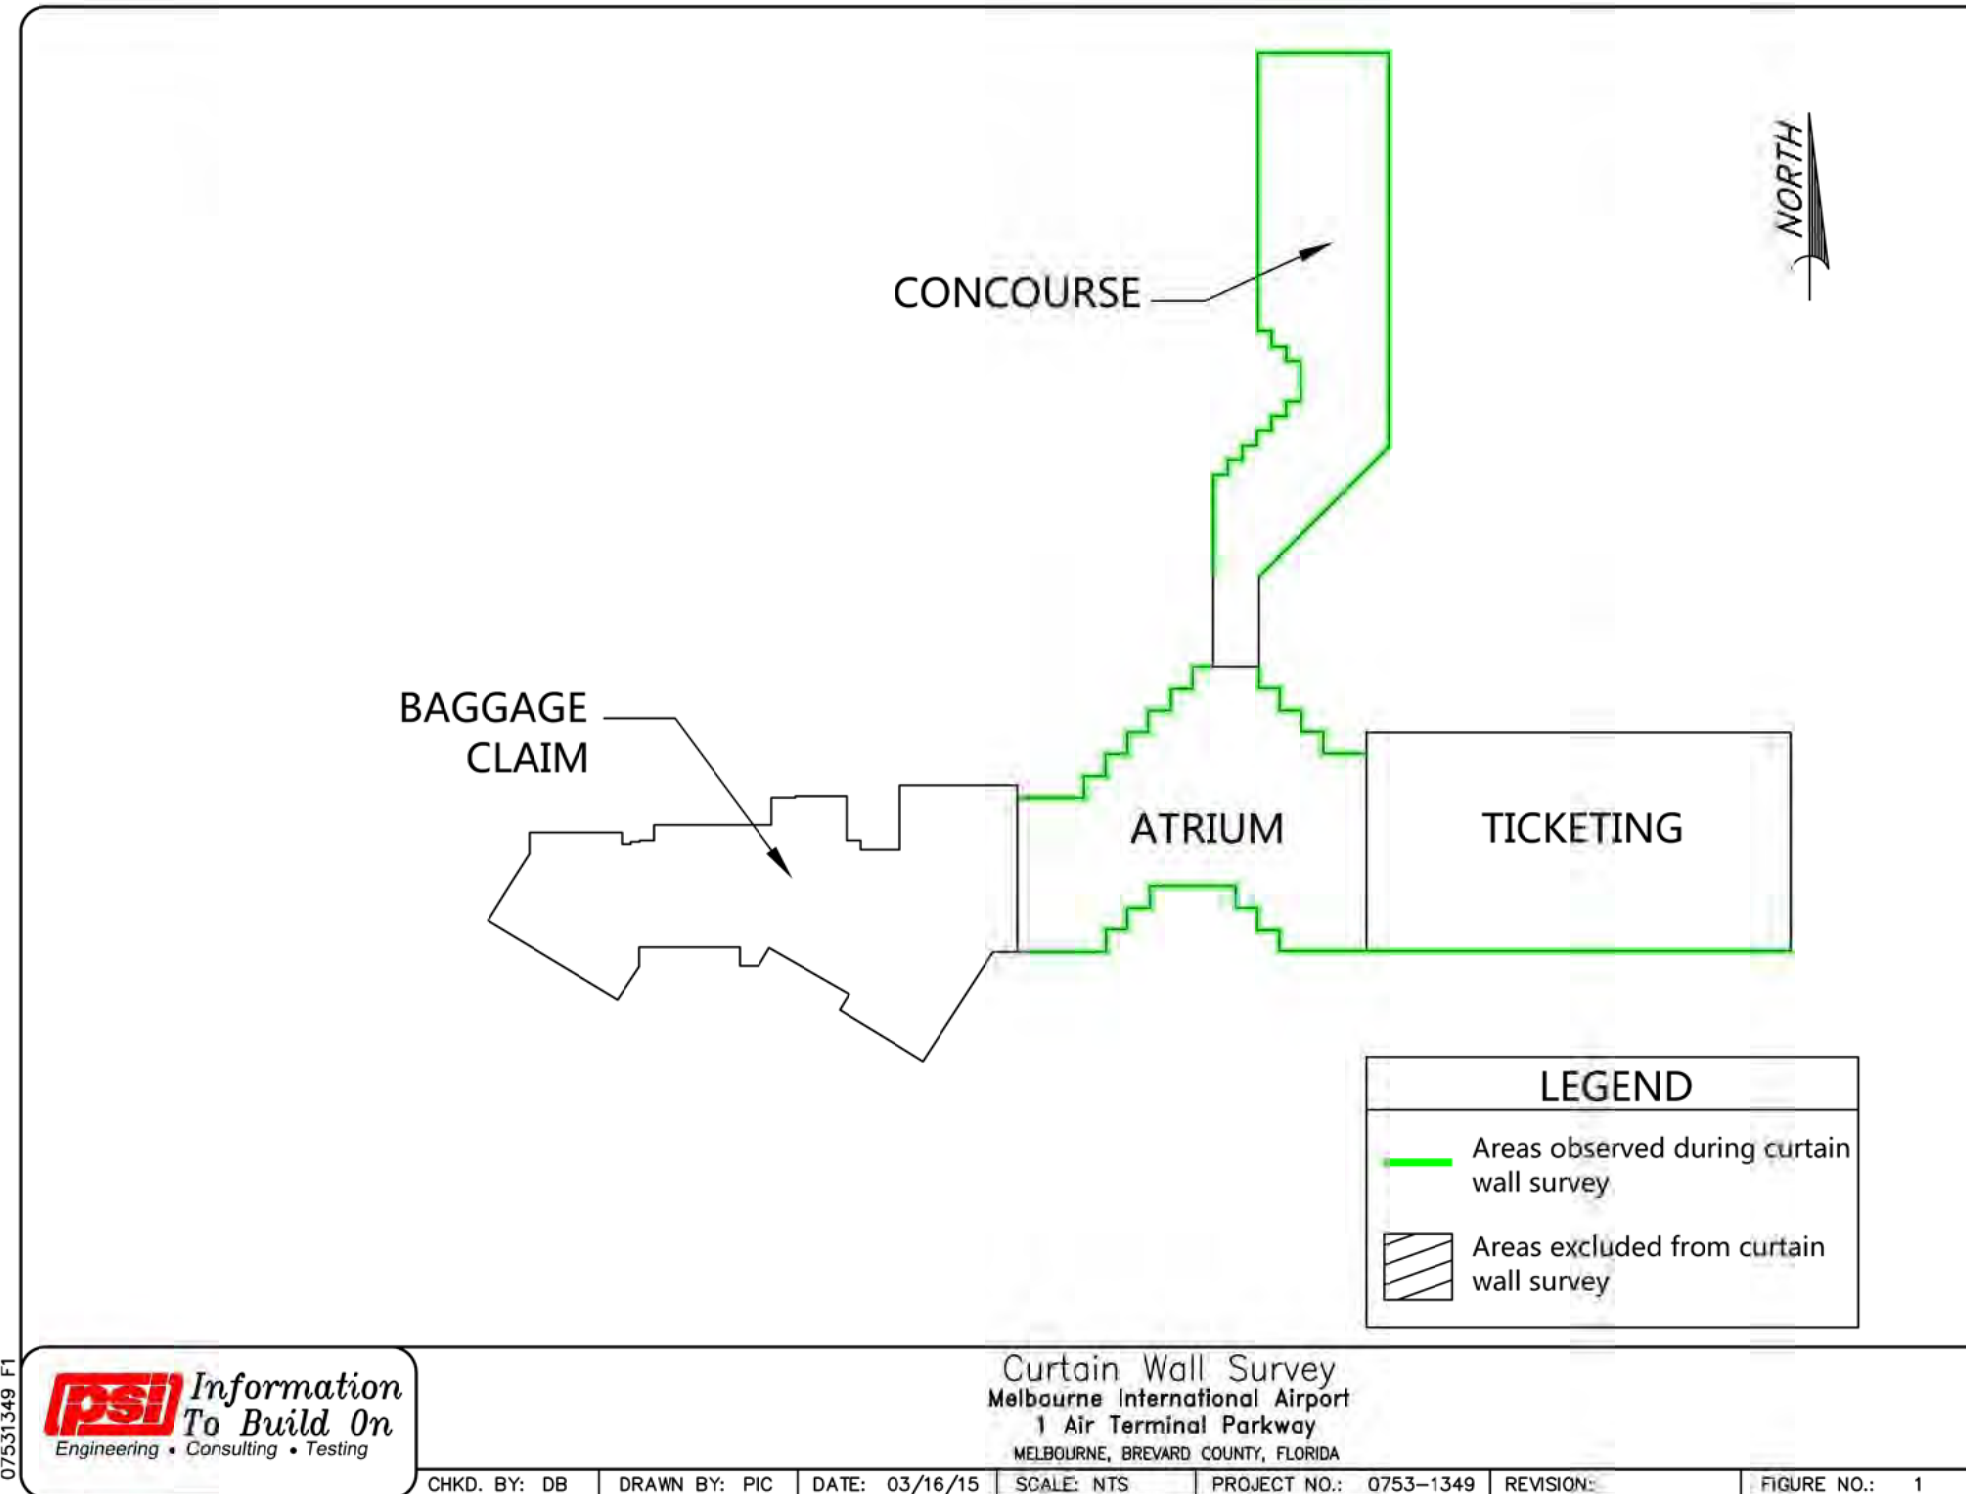 NORTH
CONCOURSE
BAGGAGE
CLAIM
ATRIUM
TICKETING
LEGEND
Areas observed during curtain
wall survey
Areas excluded from curtain
wall survey
07531349 F1
psi Information
To Build On
Engineering • Consulting • Testing
Curtain Wall Survey
Melbourne International Airport
1 Air Terminal Parkway
MELBOURNE, BREVARD COUNTY, FLORIDA
CHKD. BY: DB DRAWN BY: PIC DATE: 03/16/15 SCALE: NTS PROJECT NO.: 0753-1349 REVISION: FIGURE NO.: 1